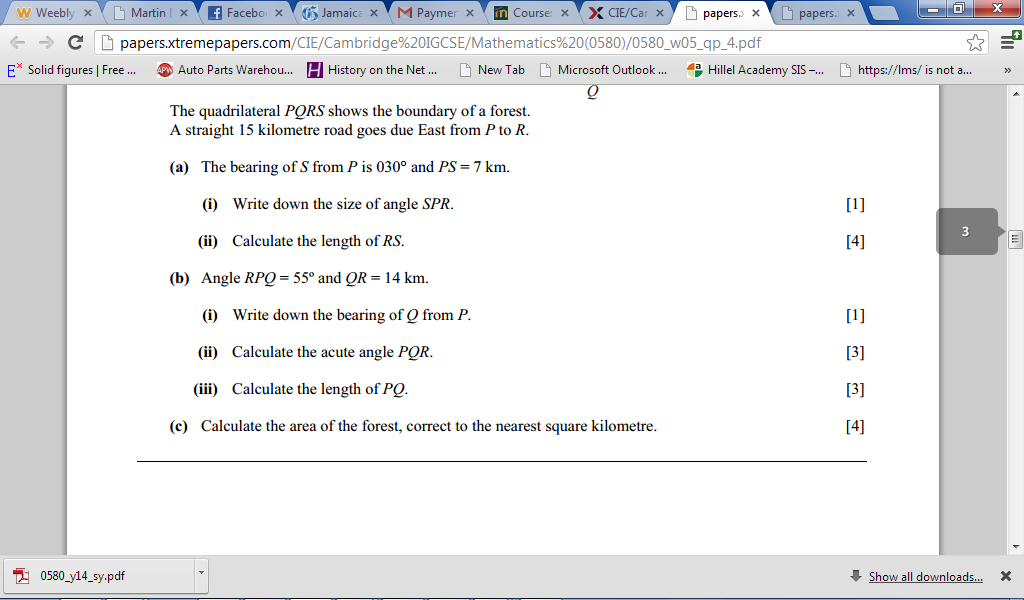 Weebly
Martin
Facebo
Jamaica
Paymer
Course
CIE/Car
papers.
papers.
papers.xtremepapers.com/CIE/Cambridge%20IGCSE/Mathematics%20(0580)/0580_w05_qp_4.pdf
Solid figures | Free ...
Auto Parts Warehou...
History on the Net ...
New Tab
Microsoft Outlook ...
Hillel Academy SIS –...
https://lms/ is not a...
»
Q
The quadrilateral PQRS shows the boundary of a forest.
A straight 15 kilometre road goes due East from P to R.
(a) The bearing of S from P is 030° and PS = 7 km.
(i) Write down the size of angle SPR. [1]
(ii) Calculate the length of RS. [4]
(b) Angle RPQ = 55° and QR = 14 km.
(i) Write down the bearing of Q from P. [1]
(ii) Calculate the acute angle PQR. [3]
(iii) Calculate the length of PQ. [3]
(c) Calculate the area of the forest, correct to the nearest square kilometre. [4]
3
0580_y14_sy.pdf
Show all downloads...